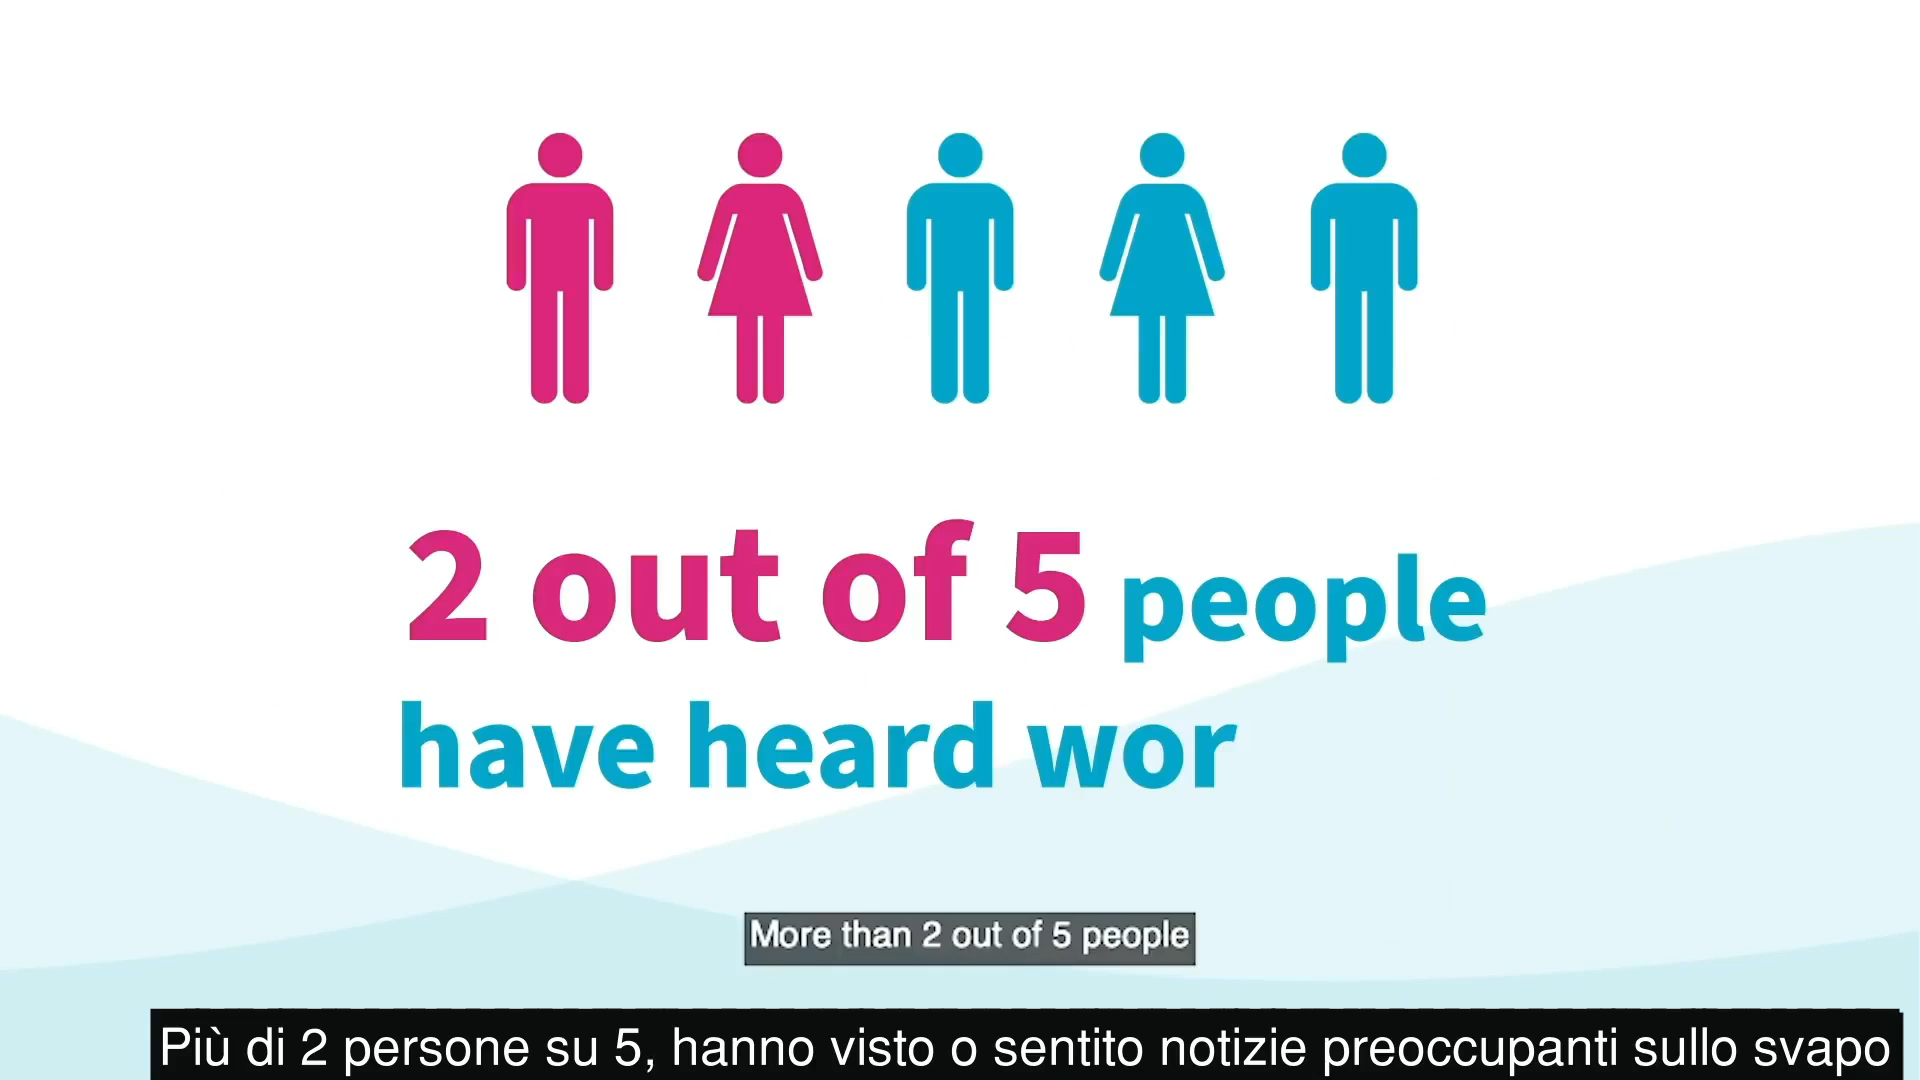 2 out of 5 people
have heard wor
More than 2 out of 5 people
Più di 2 persone su 5, hanno visto o sentito notizie preoccupanti sullo svapo